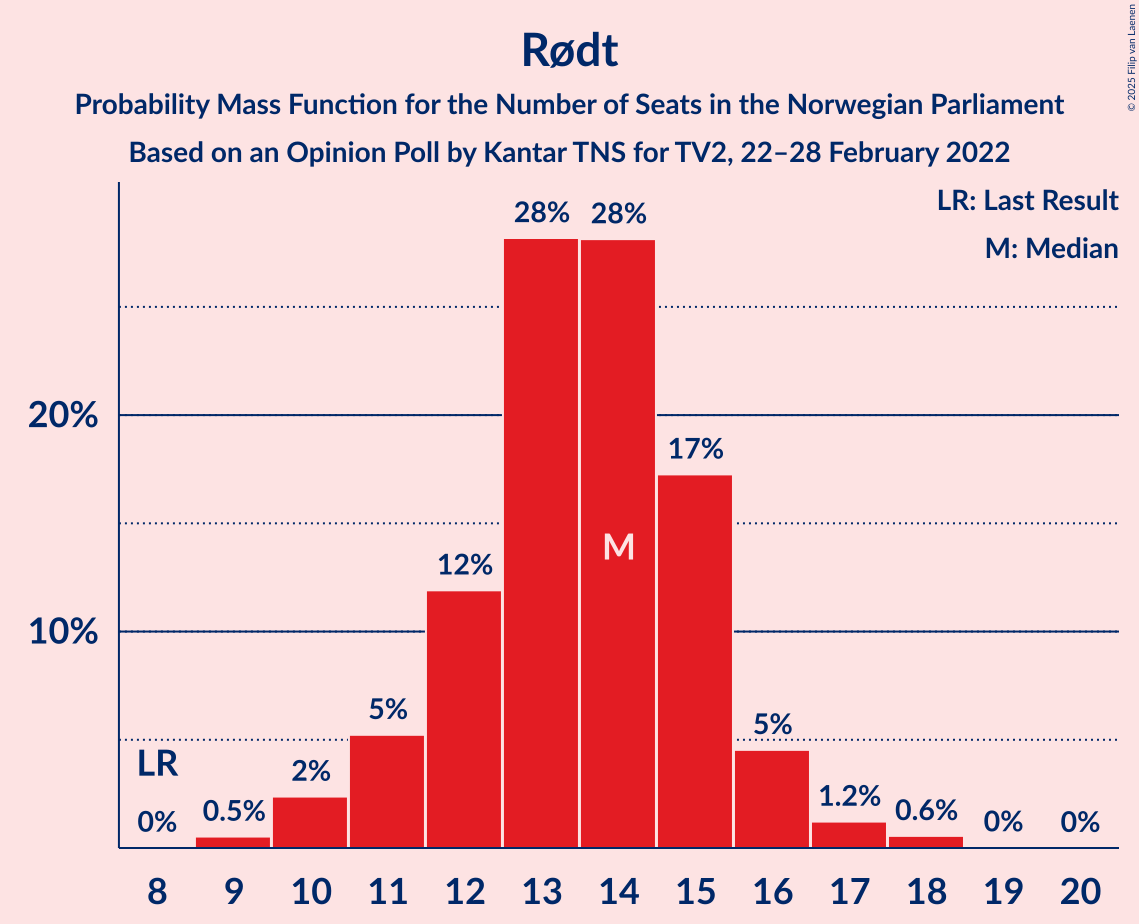 Rødt
Probability Mass Function for the Number of Seats in the Norwegian Parliament
Based on an Opinion Poll by Kantar TNS for TV2, 22–28 February 2022
© 2025 Filip van Laenen
LR: Last Result
M: Median
28% 28%
20%
17%
M
12%
10%
5%
5%
LR
2%
1.2%
0.5%
0.6%
0%
0%
0%
8 9 10 11 12 13 14 15 16 17 18 19 20